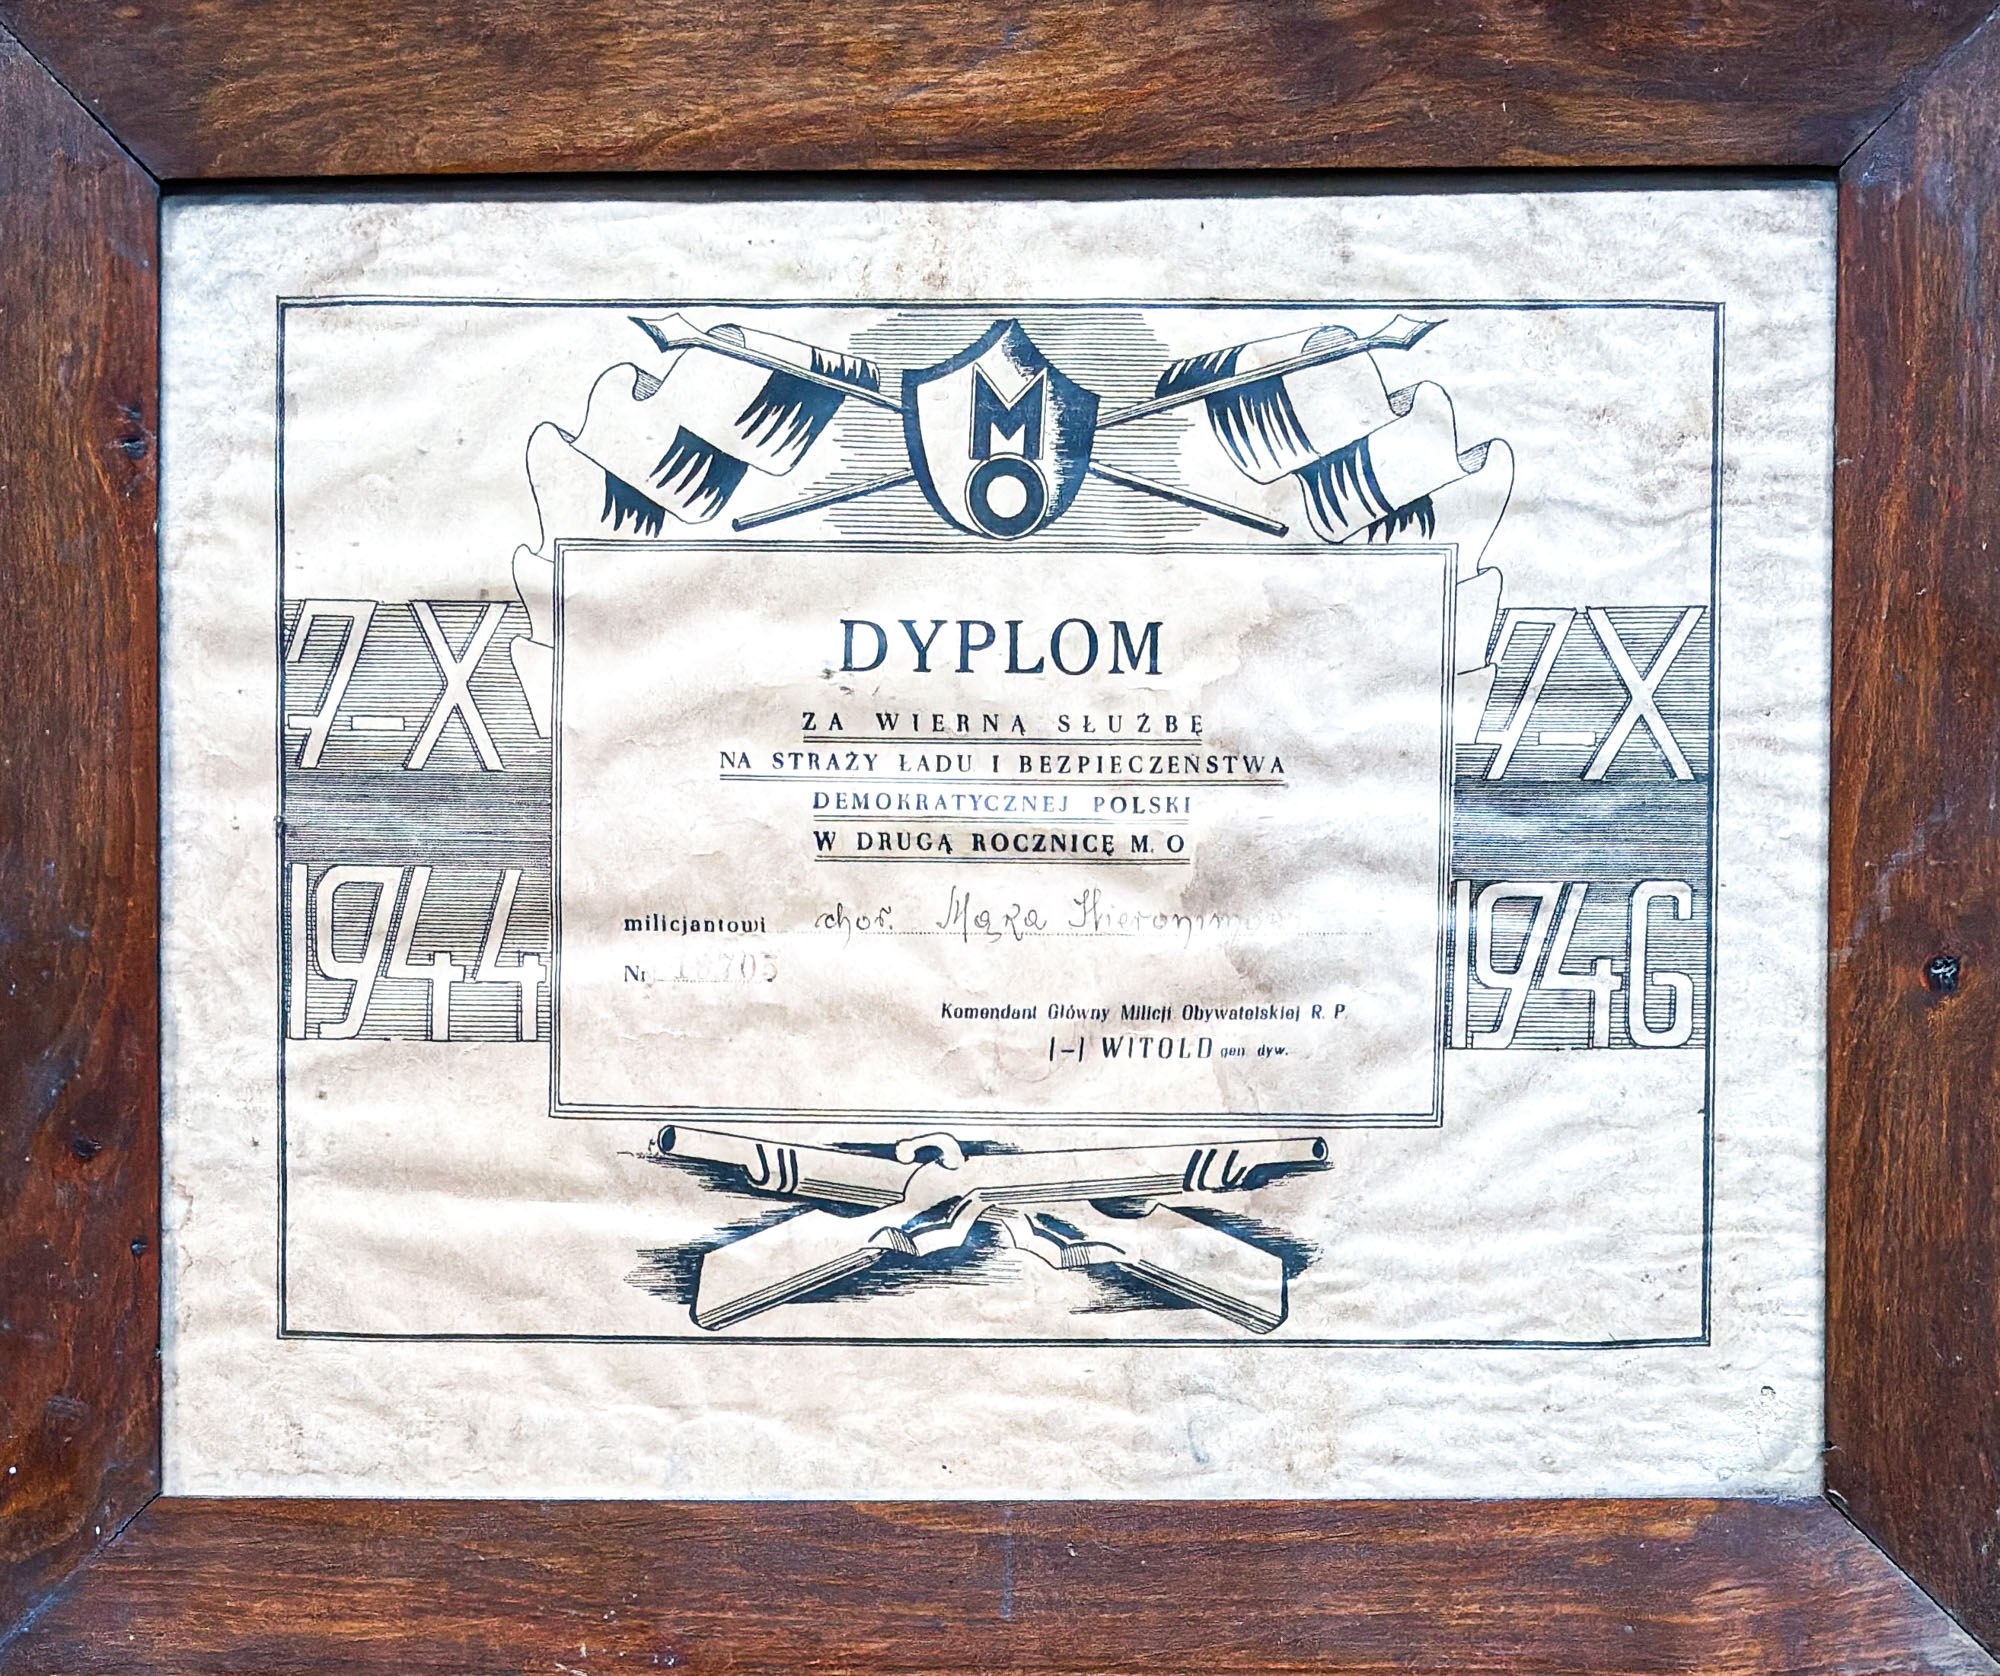 MO
7-X
1944
7-X
1946
DYPLOM
ZA WIERNĄ SŁUŻBĘ
NA STRAŻY ŁADU I BEZPIECZEŃSTWA
DEMOKRATYCZNEJ POLSKI
W DRUGĄ ROCZNICĘ M. O
milicjantowi chor.
Nr
Komendant Główny Milicji Obywatelskiej R. P.
|-| WITOLD gen dyw.